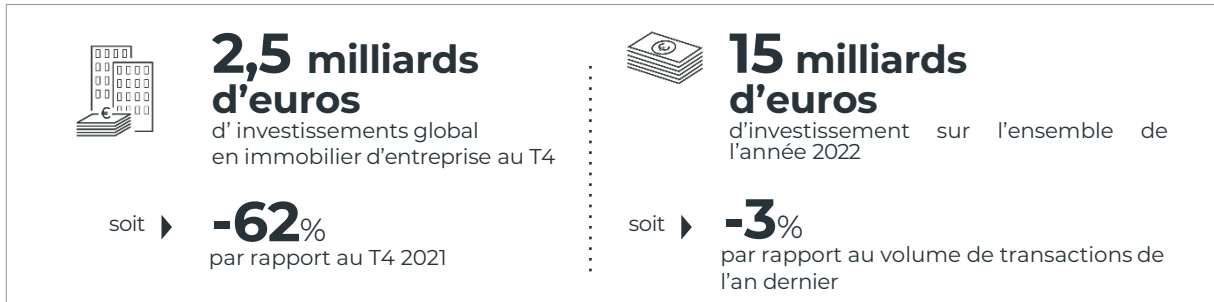 2,5 milliards
d'euros
d' investissements global
en immobilier d'entreprise au T4
soit
-62%
par rapport au T4 2021
15 milliards
d'euros
d'investissement sur l'ensemble de
l'année 2022
soit
-3%
par rapport au volume de transactions de
l'an dernier